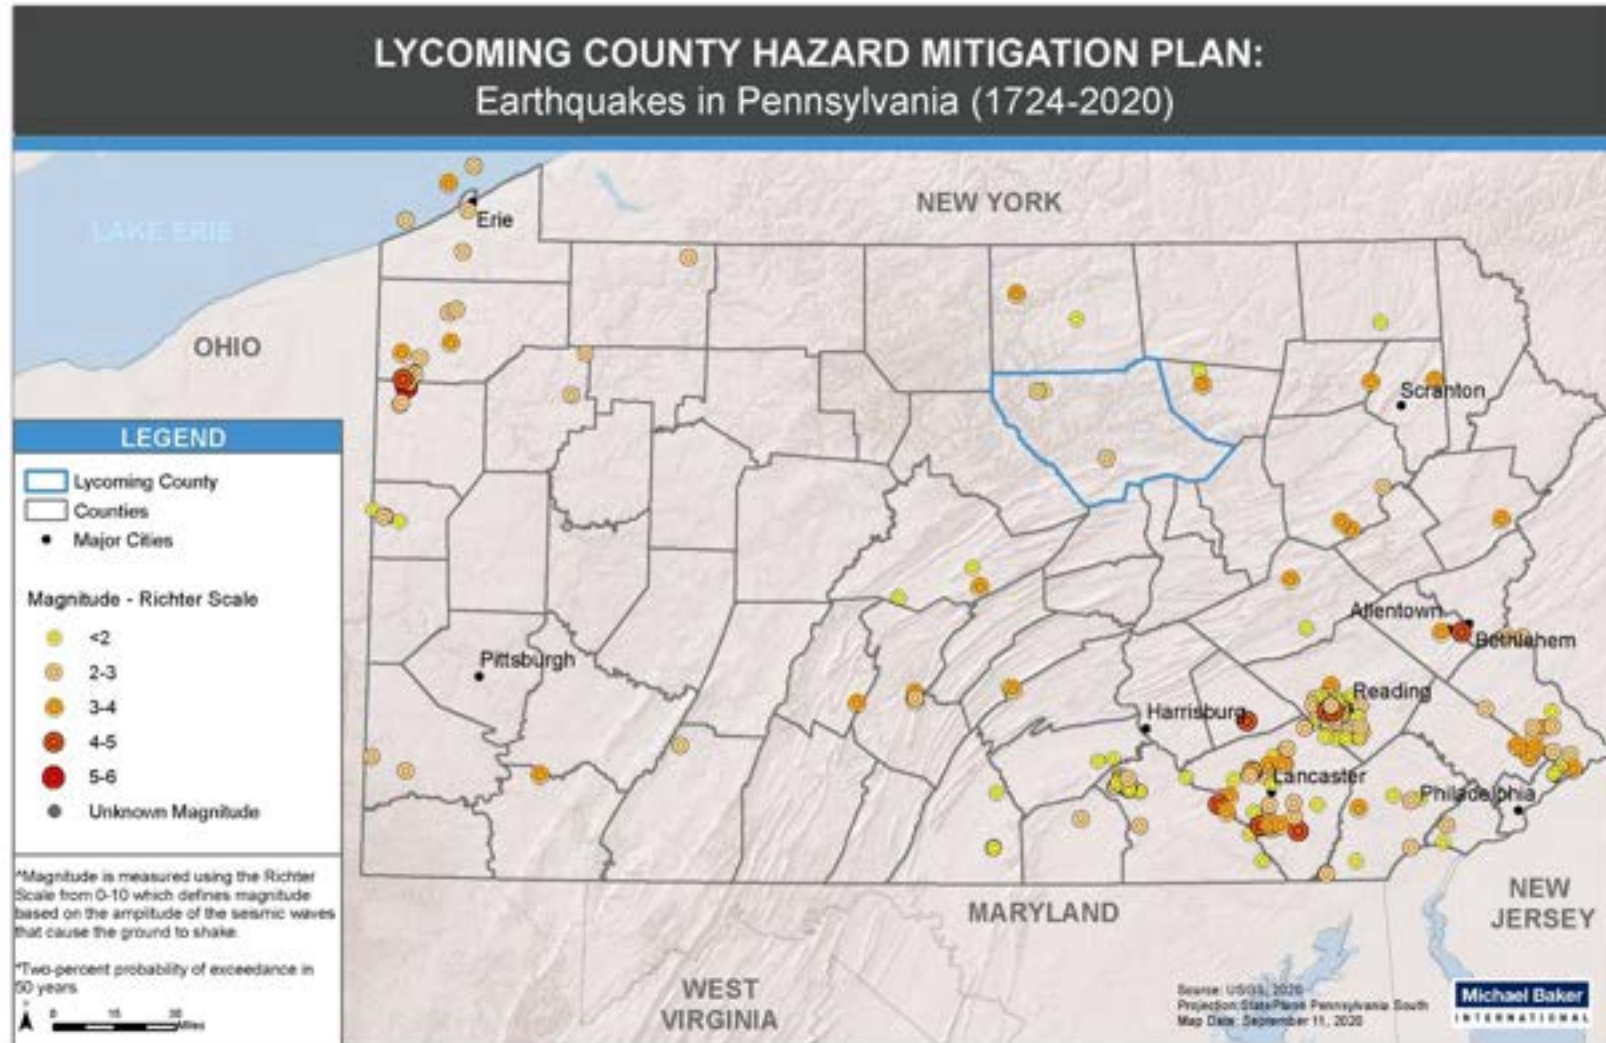 LYCOMING COUNTY HAZARD MITIGATION PLAN:
Earthquakes in Pennsylvania (1724-2020)
NEW YORK
LAKE ERIE
Erie
OHIO
Scranton
LEGEND
Lycoming County
Counties
Major Cities
Magnitude - Richter Scale
<2
2-3
3-4
4-5
5-6
Unknown Magnitude
Allentown
Bethlehem
Pittsburgh
Reading
Harrisburg
Lancaster
Philadelphia
*Magnitude is measured using the Richter
Scale from 0-10 which defines magnitude
based on the amplitude of the seismic waves
that cause the ground to shake.
*Two-percent probability of exceedance in
50 years
0 15 30
Miles
MARYLAND
NEW
JERSEY
WEST
VIRGINIA
Source: USGS, 2020
Projection: StatePlane Pennsylvania South
Map Date: September 11, 2020
Michael Baker
INTERNATIONAL